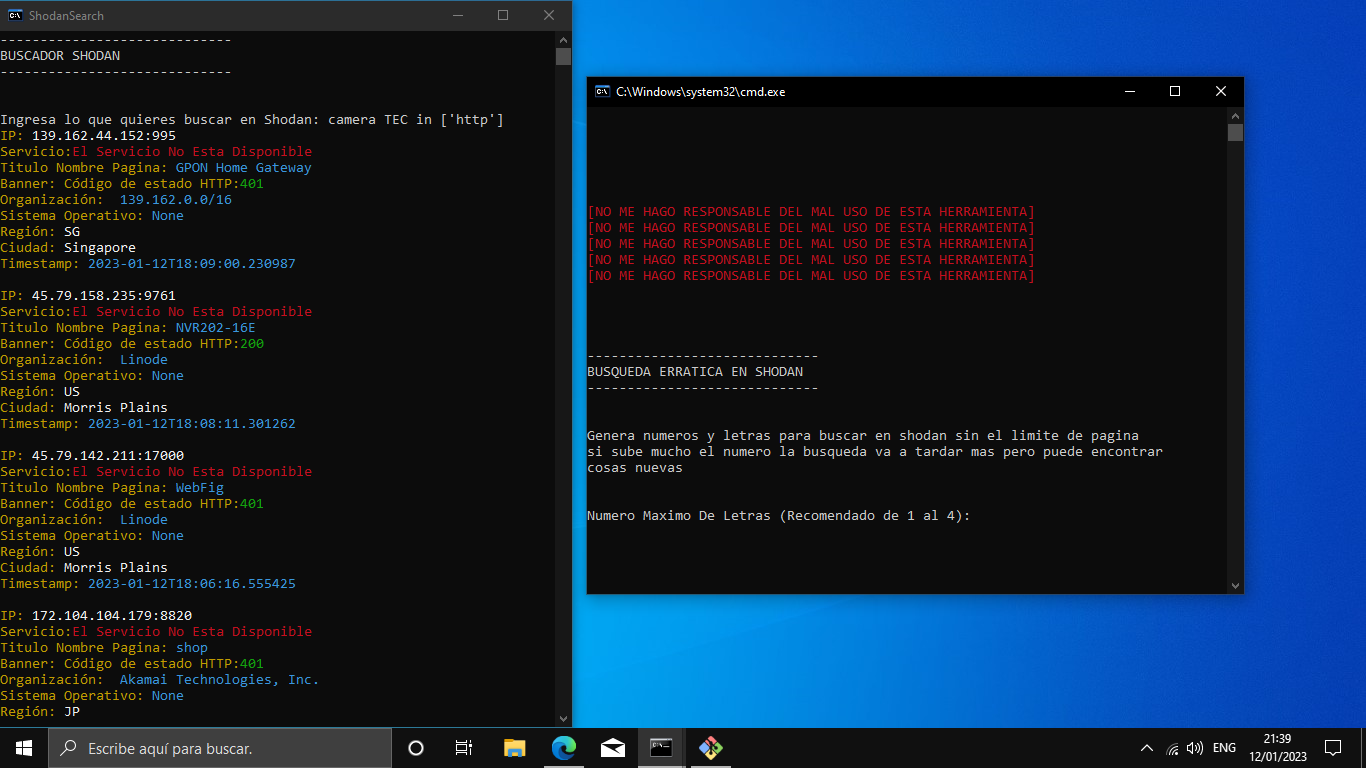 ShodanSearch
-----------------------------
BUSCADOR SHODAN
-----------------------------
Ingresa lo que quieres buscar en Shodan: camera TEC in ['http']
IP: 139.162.44.152:995
Servicio:El Servicio No Esta Disponible
Titulo Nombre Pagina: GPON Home Gateway
Banner: Código de estado HTTP:401
Organización:  139.162.0.0/16
Sistema Operativo: None
Región: SG
Ciudad: Singapore
Timestamp: 2023-01-12T18:09:00.230987
IP: 45.79.158.235:9761
Servicio:El Servicio No Esta Disponible
Titulo Nombre Pagina: NVR202-16E
Banner: Código de estado HTTP:200
Organización:  Linode
Sistema Operativo: None
Región: US
Ciudad: Morris Plains
Timestamp: 2023-01-12T18:08:11.301262
IP: 45.79.142.211:17000
Servicio:El Servicio No Esta Disponible
Titulo Nombre Pagina: WebFig
Banner: Código de estado HTTP:401
Organización:  Linode
Sistema Operativo: None
Región: US
Ciudad: Morris Plains
Timestamp: 2023-01-12T18:06:16.555425
IP: 172.104.104.179:8820
Servicio:El Servicio No Esta Disponible
Titulo Nombre Pagina: shop
Banner: Código de estado HTTP:401
Organización:  Akamai Technologies, Inc.
Sistema Operativo: None
Región: JP
C:\Windows\system32\cmd.exe
[NO ME HAGO RESPONSABLE DEL MAL USO DE ESTA HERRAMIENTA]
[NO ME HAGO RESPONSABLE DEL MAL USO DE ESTA HERRAMIENTA]
[NO ME HAGO RESPONSABLE DEL MAL USO DE ESTA HERRAMIENTA]
[NO ME HAGO RESPONSABLE DEL MAL USO DE ESTA HERRAMIENTA]
[NO ME HAGO RESPONSABLE DEL MAL USO DE ESTA HERRAMIENTA]
-----------------------------
BUSQUEDA ERRATICA EN SHODAN
-----------------------------
Genera numeros y letras para buscar en shodan sin el limite de pagina
si sube mucho el numero la busqueda va a tardar mas pero puede encontrar
cosas nuevas
Numero Maximo De Letras (Recomendado de 1 al 4):
Escribe aquí para buscar.
ENG
21:39
12/01/2023